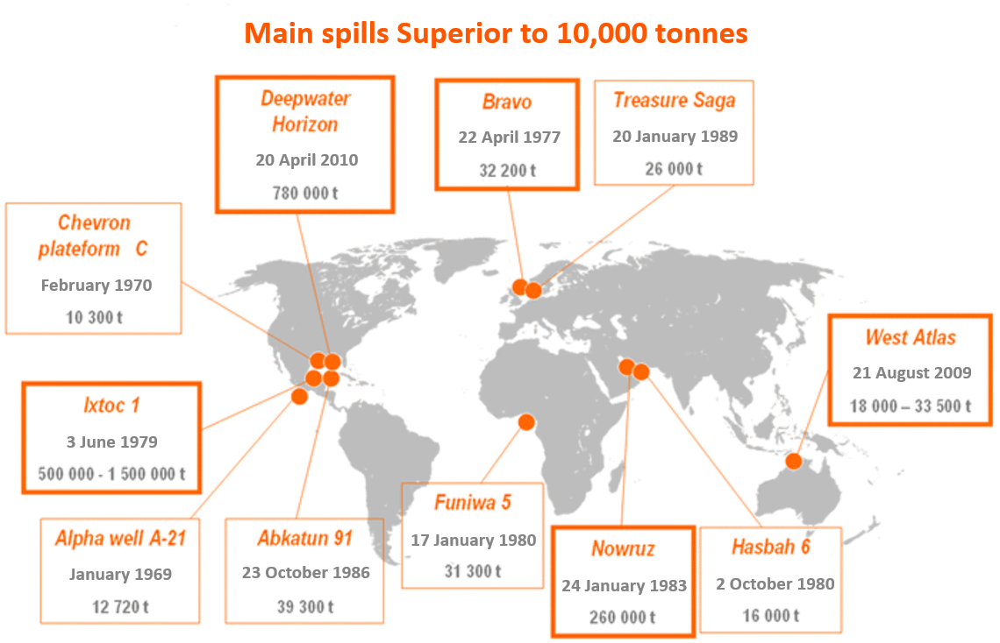 Main spills Superior to 10,000 tonnes
Deepwater
Horizon
20 April 2010
780 000 t
Bravo
22 April 1977
32 200 t
Treasure Saga
20 January 1989
26 000 t
Chevron
plateform C
February 1970
10 300 t
West Atlas
21 August 2009
18 000 – 33 500 t
Ixtoc 1
3 June 1979
500 000 - 1 500 000 t
Alpha well A-21
January 1969
12 720 t
Abkatun 91
23 October 1986
39 300 t
Funiwa 5
17 January 1980
31 300 t
Nowruz
24 January 1983
260 000 t
Hasbah 6
2 October 1980
16 000 t